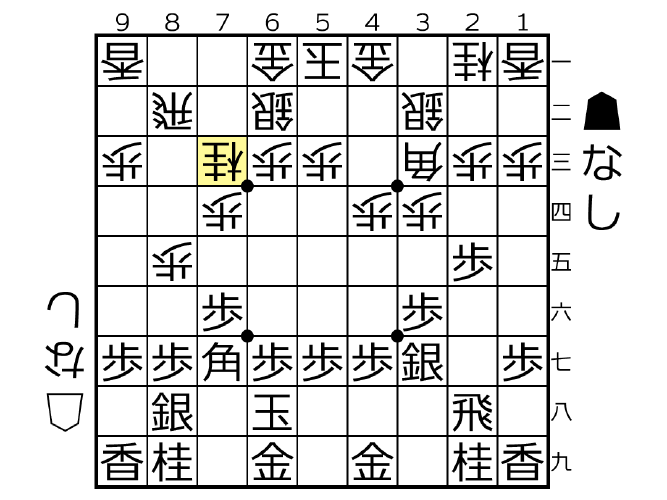 ９ ８ ７ ６ ５ ４ ３ ２ １
香 金 王 金 桂 香 一
飛 銀 銀 二
歩 桂 歩 歩 角 歩 歩 三
歩 歩 歩 四
歩 歩 五
歩 歩 六
歩 歩 角 歩 歩 歩 銀 歩 七
銀 玉 飛 八
香 桂 金 金 桂 香 九
なし
なし